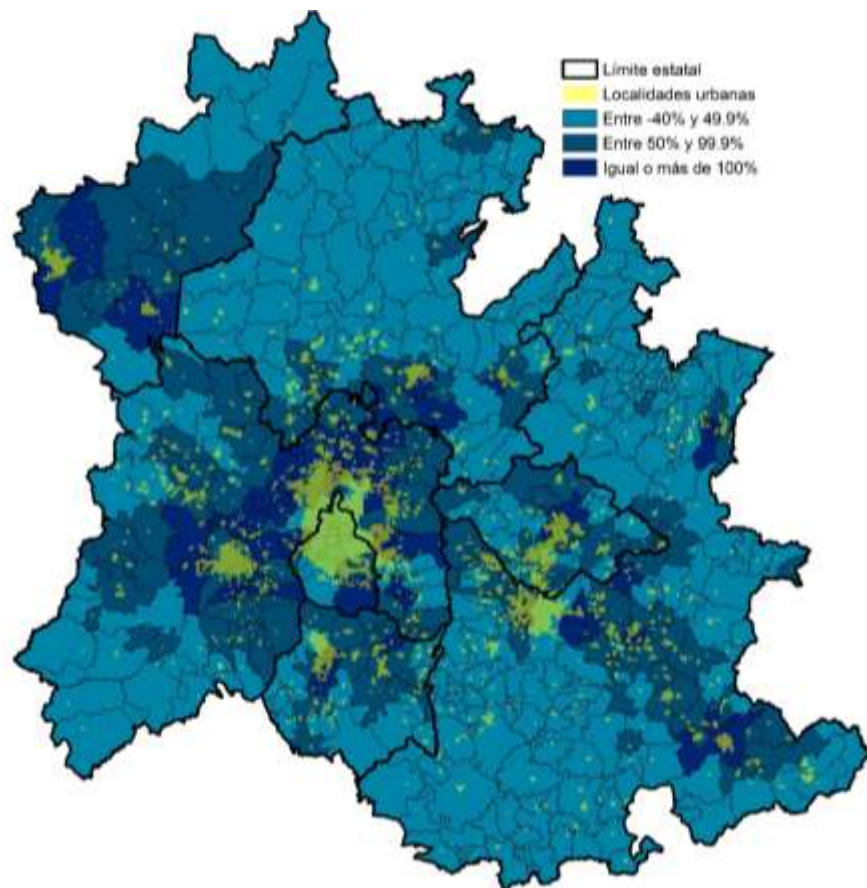 Límite estatal
Localidades urbanas
Entre -40% y 49.9%
Entre 50% y 99.9%
Igual o más de 100%